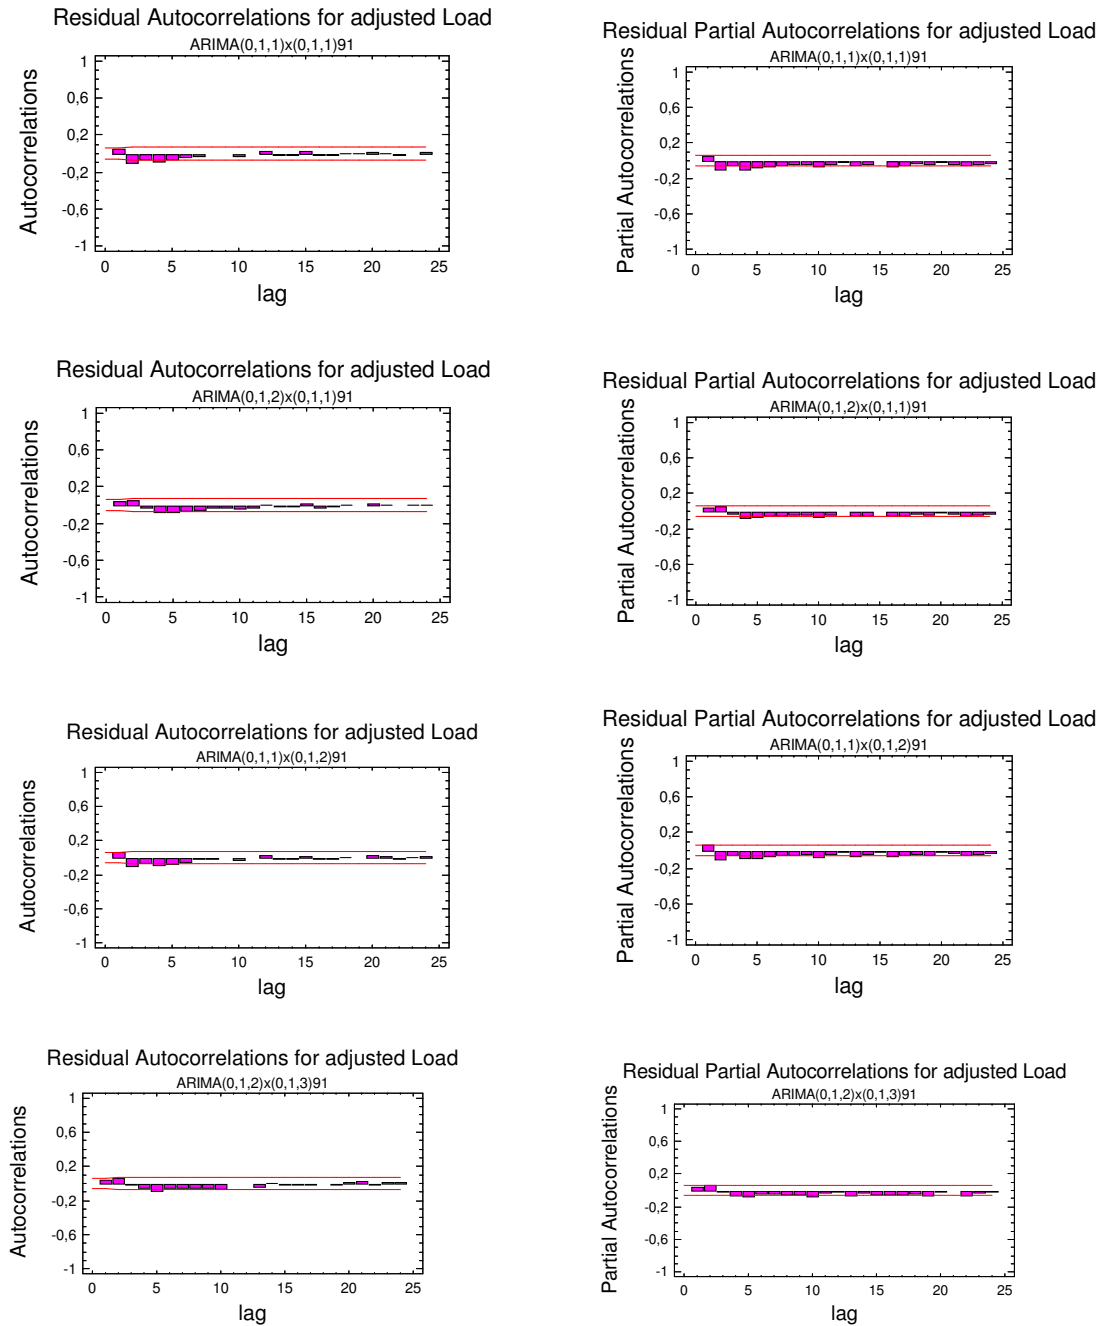 Residual Autocorrelations for adjusted Load
ARIMA(0,1,1)x(0,1,1)91
Autocorrelations
1
0,6
0,2
-0,2
-0,6
-1
0 5 10 15 20 25
lag
Residual Partial Autocorrelations for adjusted Load
ARIMA(0,1,1)x(0,1,1)91
Partial Autocorrelations
1
0,6
0,2
-0,2
-0,6
-1
0 5 10 15 20 25
lag
Residual Autocorrelations for adjusted Load
ARIMA(0,1,2)x(0,1,1)91
Autocorrelations
1
0,6
0,2
-0,2
-0,6
-1
0 5 10 15 20 25
lag
Residual Partial Autocorrelations for adjusted Load
ARIMA(0,1,2)x(0,1,1)91
Partial Autocorrelations
1
0,6
0,2
-0,2
-0,6
-1
0 5 10 15 20 25
lag
Residual Autocorrelations for adjusted Load
ARIMA(0,1,1)x(0,1,2)91
Autocorrelations
1
0,6
0,2
-0,2
-0,6
-1
0 5 10 15 20 25
lag
Residual Partial Autocorrelations for adjusted Load
ARIMA(0,1,1)x(0,1,2)91
Partial Autocorrelations
1
0,6
0,2
-0,2
-0,6
-1
0 5 10 15 20 25
lag
Residual Autocorrelations for adjusted Load
ARIMA(0,1,2)x(0,1,3)91
Autocorrelations
1
0,6
0,2
-0,2
-0,6
-1
0 5 10 15 20 25
lag
Residual Partial Autocorrelations for adjusted Load
ARIMA(0,1,2)x(0,1,3)91
Partial Autocorrelations
1
0,6
0,2
-0,2
-0,6
-1
0 5 10 15 20 25
lag